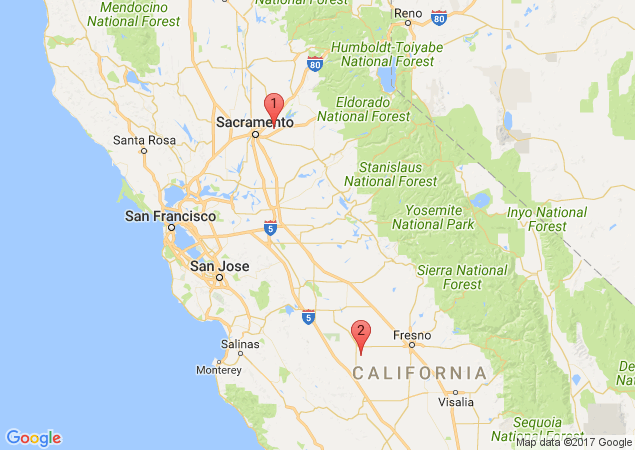 Mendocino
National Forest
Reno
80
Humboldt-Toiyabe
National Forest
80
1
Eldorado
National Forest
Sacramento
Santa Rosa
Stanislaus
National Forest
Yosemite
National Park
Inyo National
Forest
San Francisco
5
San Jose
Sierra National
Forest
5
2
Fresno
Salinas
Monterey
CALIFORNIA
De
Na
Visalia
Sequoia
National Forest
Google
Map data ©2017 Google